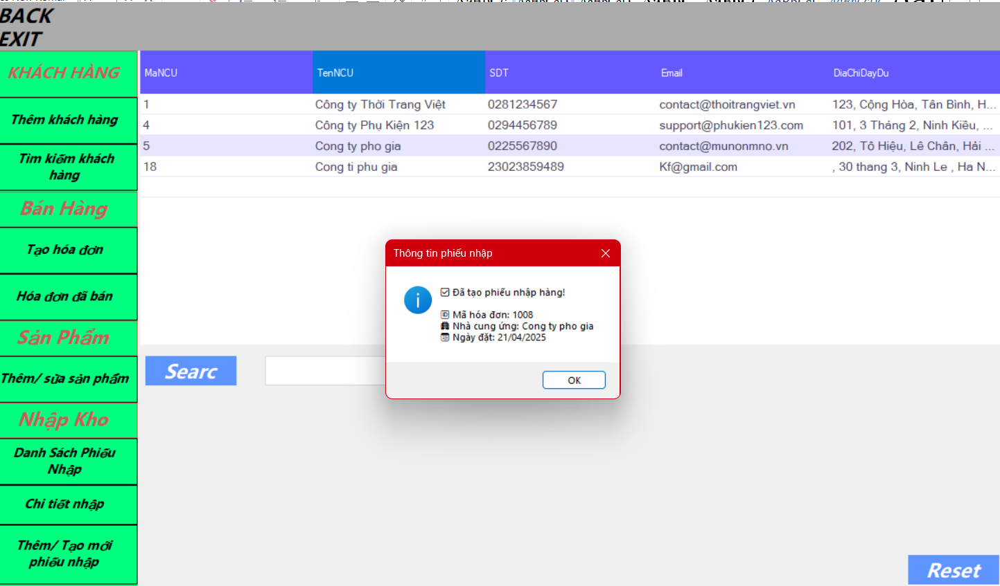 BACK
EXIT
KHÁCH HÀNG
Thêm khách hàng
Tìm kiếm khách
hàng
Bán Hàng
Tạo hóa đơn
Hóa đơn đã bán
Sản Phẩm
Thêm/ sửa sản phẩm
Nhập Kho
Danh Sách Phiếu
Nhập
Chi tiết nhập
Thêm/ Tạo mới
phiếu nhập
MaNCU TenNCU SDT Email DiaChiDayDu
1 Công ty Thời Trang Việt 0281234567 contact@thoitrangviet.vn 123, Cộng Hòa, Tân Bình, H...
4 Công ty Phụ Kiện 123 0294456789 support@phukien123.com 101, 3 Tháng 2, Ninh Kiều, ...
5 Cong ty pho gia 0225567890 contact@munonmno.vn 202, Tô Hiệu, Lê Chân, Hải ...
18 Cong ti phu gia 23023859489 Kf@gmail.com , 30 thang 3, Ninh Le , Ha N...
Thông tin phiếu nhập
Đã tạo phiếu nhập hàng!
Mã hóa đơn: 1008
Nhà cung ứng: Cong ty pho gia
Ngày đặt: 21/04/2025
OK
Searc
Reset